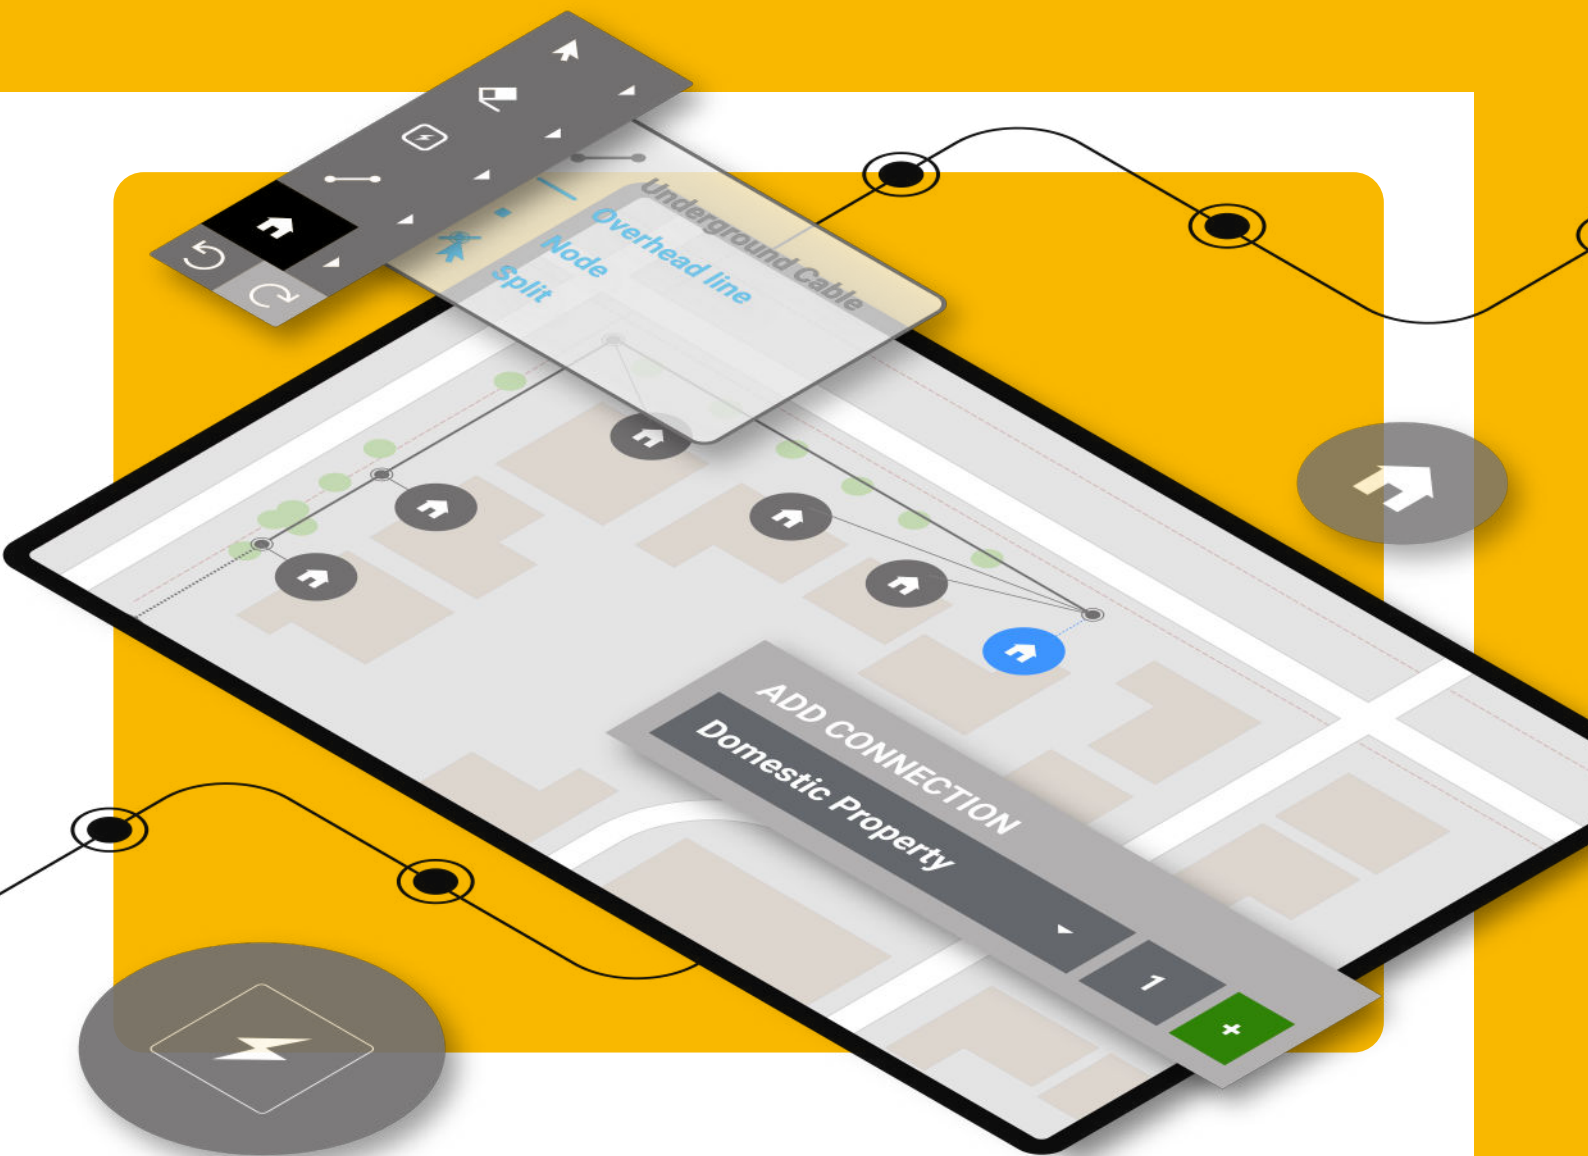 Underground Cable
Overhead line
Node
Split
ADD CONNECTION
Domestic Property
1
+